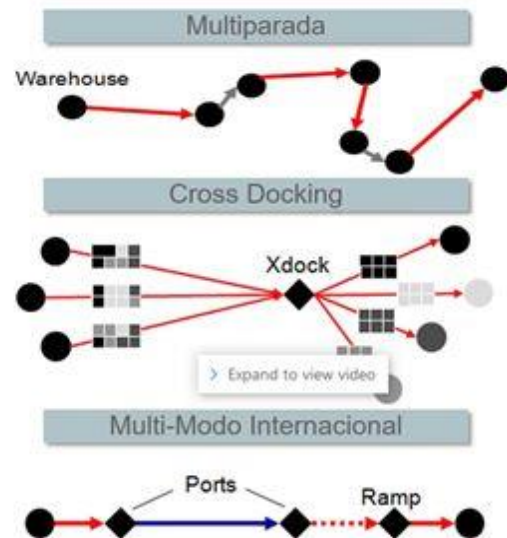 Multiparada
Warehouse
Cross Docking
Xdock
> Expand to view video
Multi-Modo Internacional
Ports
Ramp